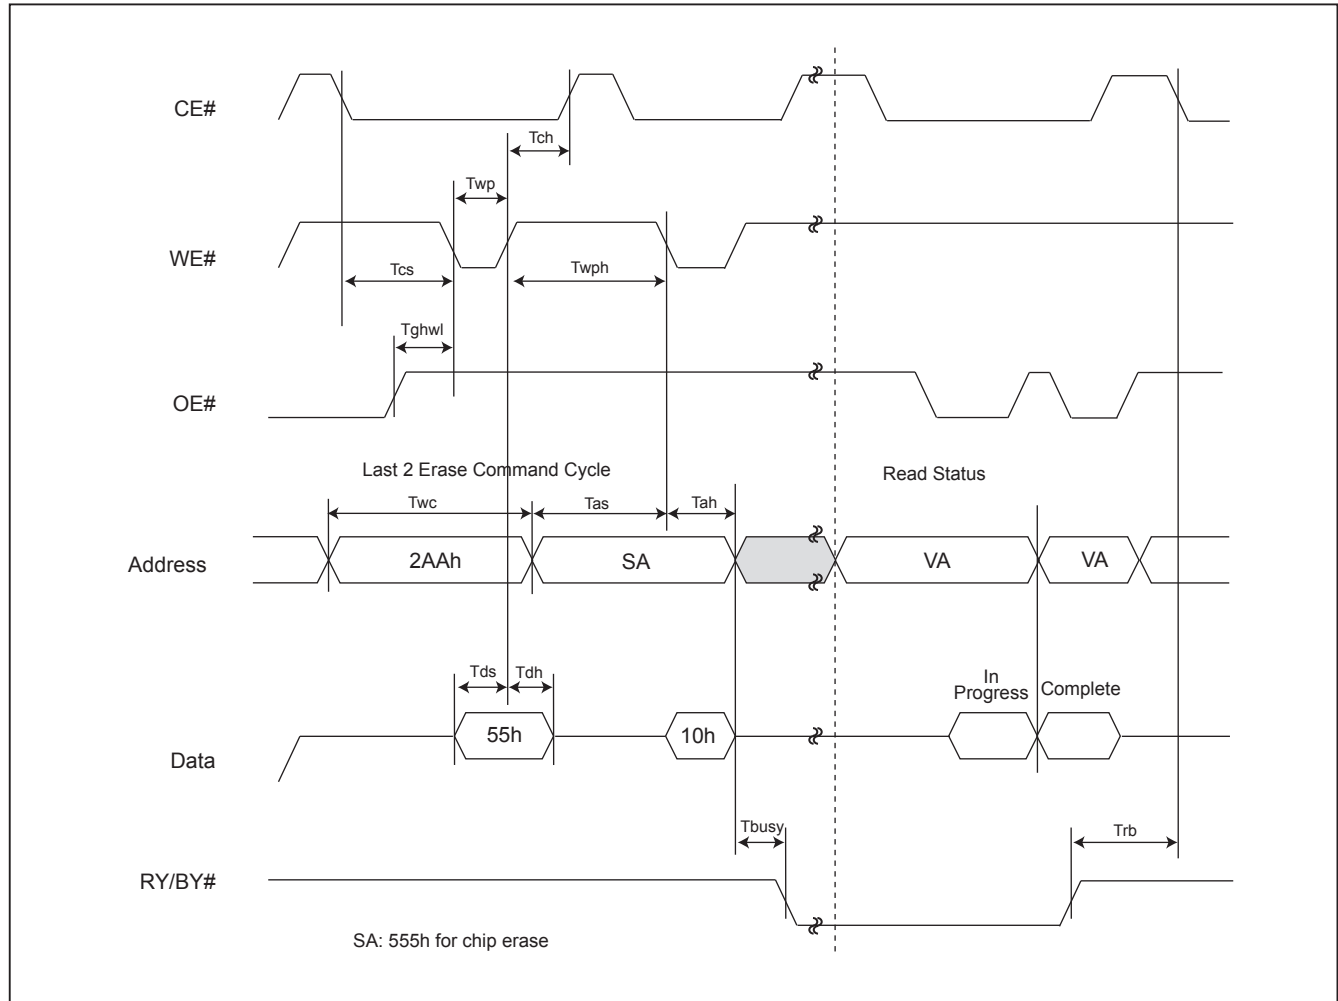 CE#
Tch
Twp
WE#
Tcs
Twph
Tghwl
OE#
Last 2 Erase Command Cycle
Read Status
Twc
Tas
Tah
Address
2AAh
SA
VA
VA
Tds
Tdh
In
Progress
Complete
Data
55h
10h
Tbusy
Trb
RY/BY#
SA: 555h for chip erase